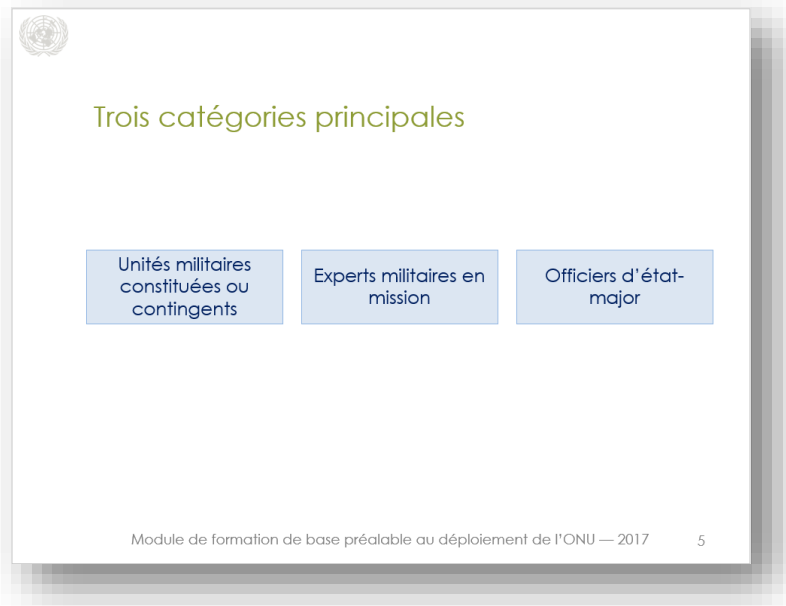 Trois catégories principales
Unités militaires
constituées ou
contingents
Experts militaires en
mission
Officiers d’état-
major
Module de formation de base préalable au déploiement de l’ONU — 2017
5